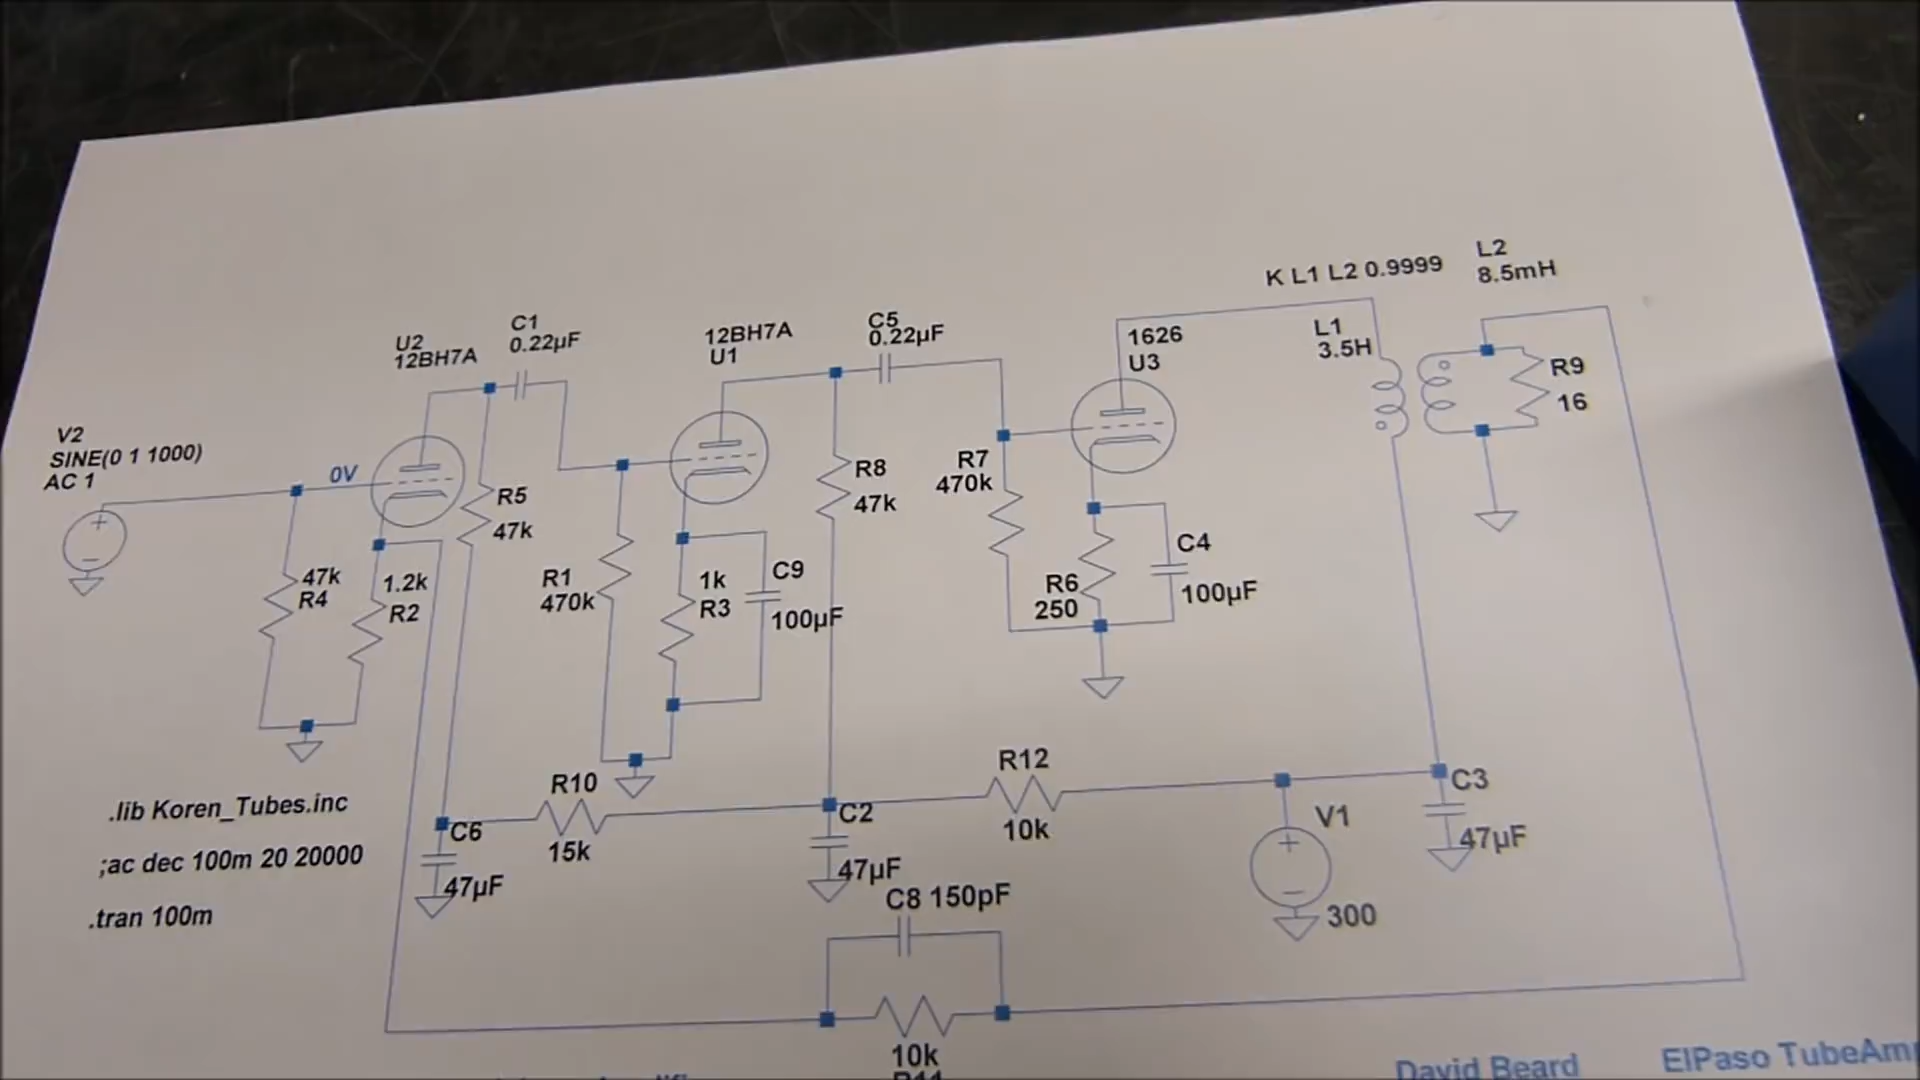 K L1 L2 0.9999
L2
8.5mH
U2
12BH7A
C1
0.22µF
12BH7A
U1
C5
0.22µF
1626
U3
L1
3.5H
R9
16
V2
SINE(0 1 1000)
AC 1
0V
R5
47k
R8
47k
R7
470k
47k
R4
1.2k
R2
R1
470k
1k
R3
C9
100µF
R6
250
C4
100µF
.lib Koren_Tubes.inc
;ac dec 100m 20 20000
.tran 100m
C6
47µF
R10
15k
C2
47µF
R12
10k
V1
300
C3
47µF
C8 150pF
10k
R11
David Beard
ElPaso